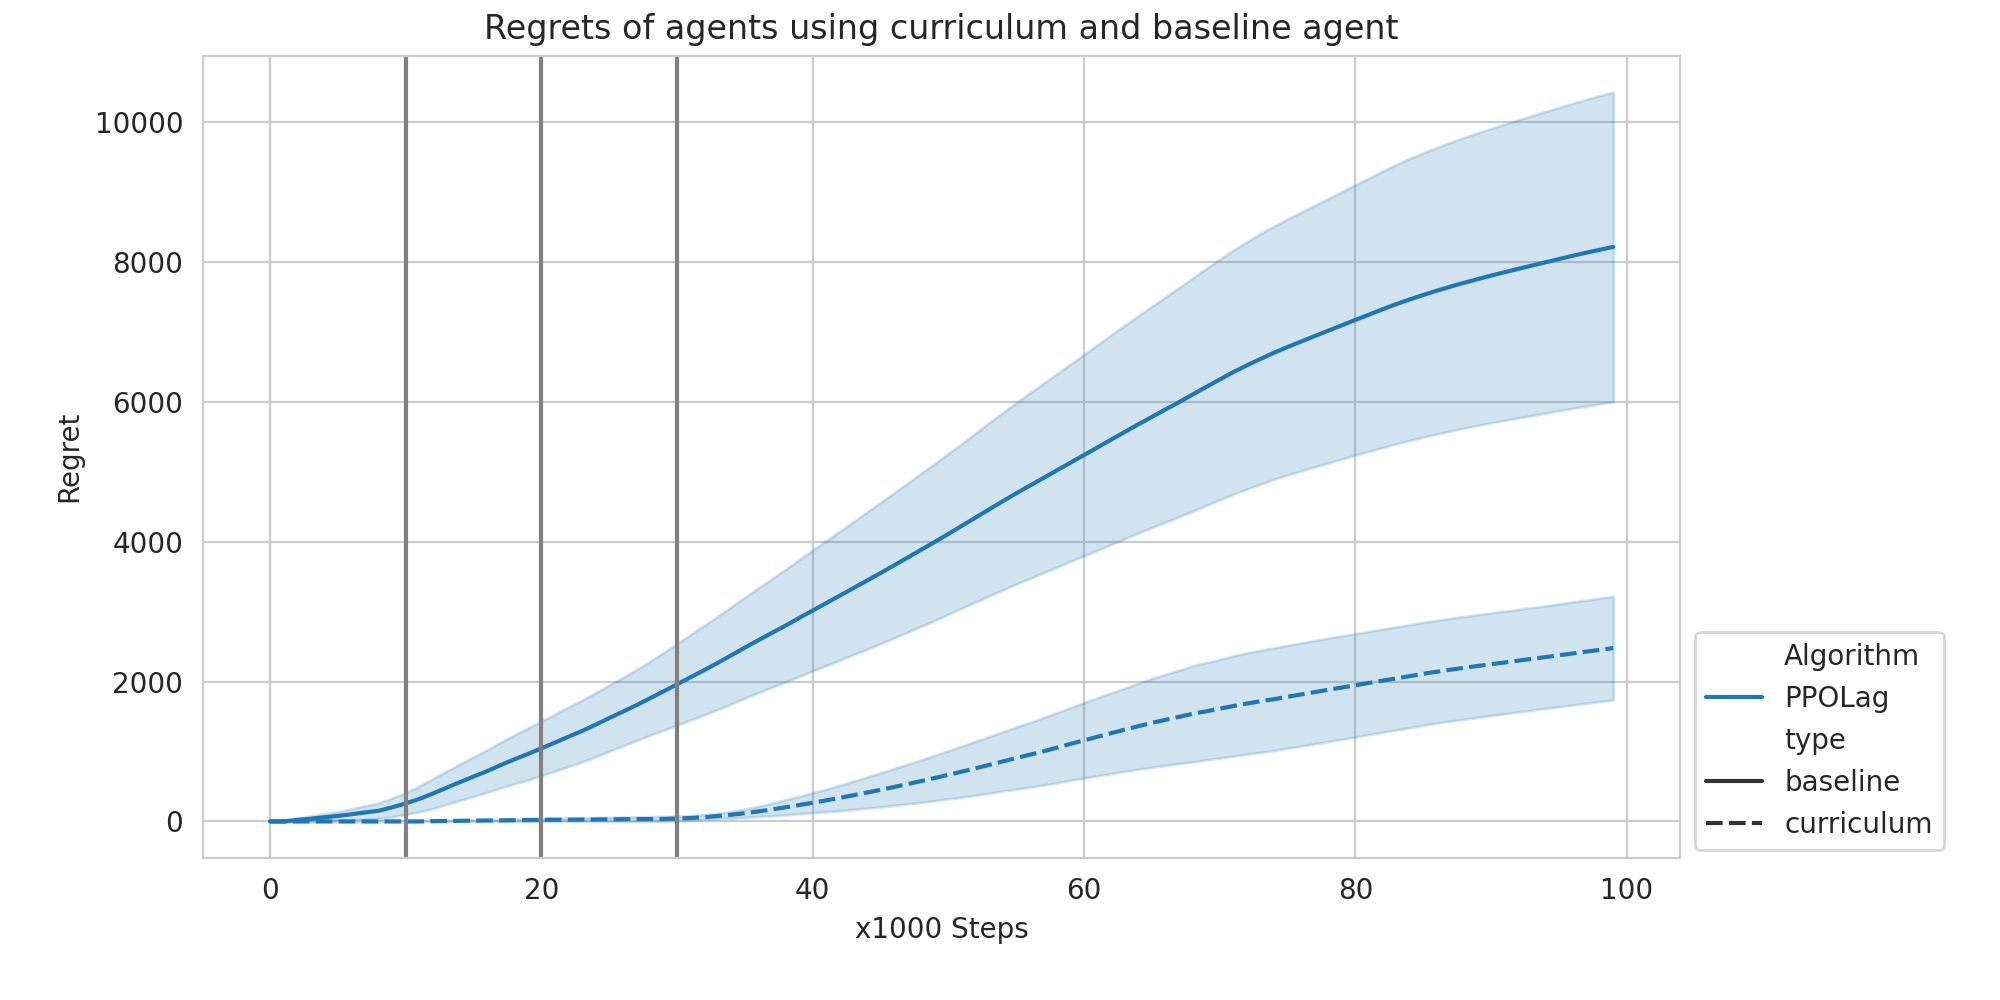 Regrets of agents using curriculum and baseline agent
10000
8000
6000
4000
2000
0
Regret
0 20 40 60 80 100
x1000 Steps
Algorithm
PPOLag
type
baseline
curriculum